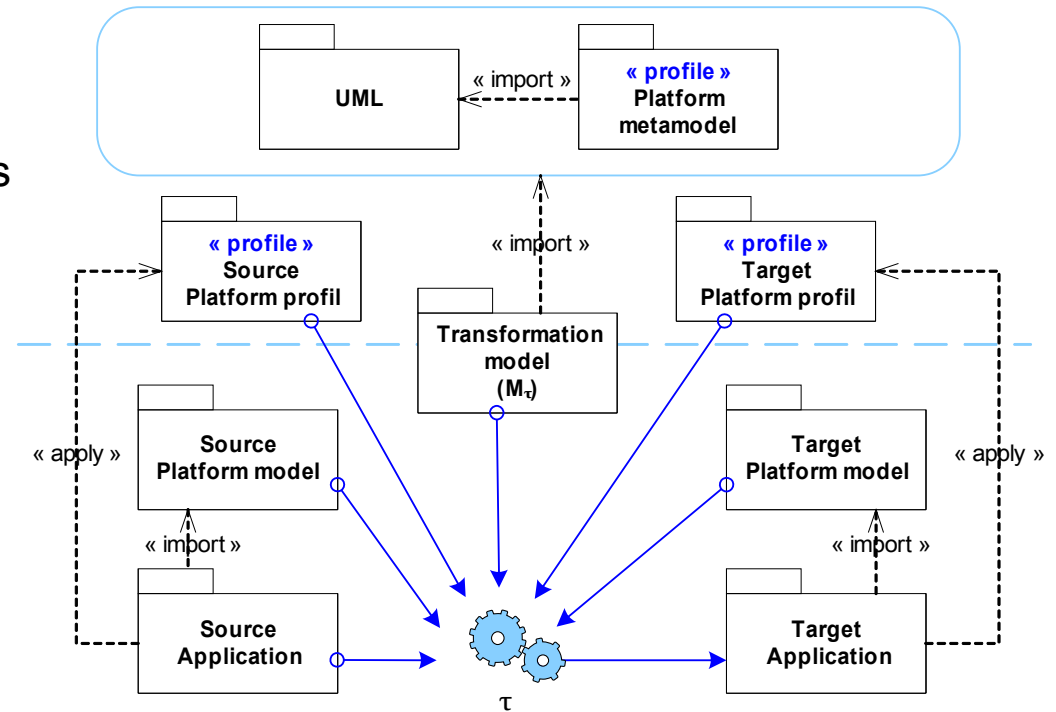 UML
« import »
« profile »
Platform
metamodel
s
« profile »
Source
Platform profil
« import »
« profile »
Target
Platform profil
Transformation
model
(Mτ)
« apply »
Source
Platform model
Target
Platform model
« apply »
« import »
« import »
Source
Application
Target
Application
τ